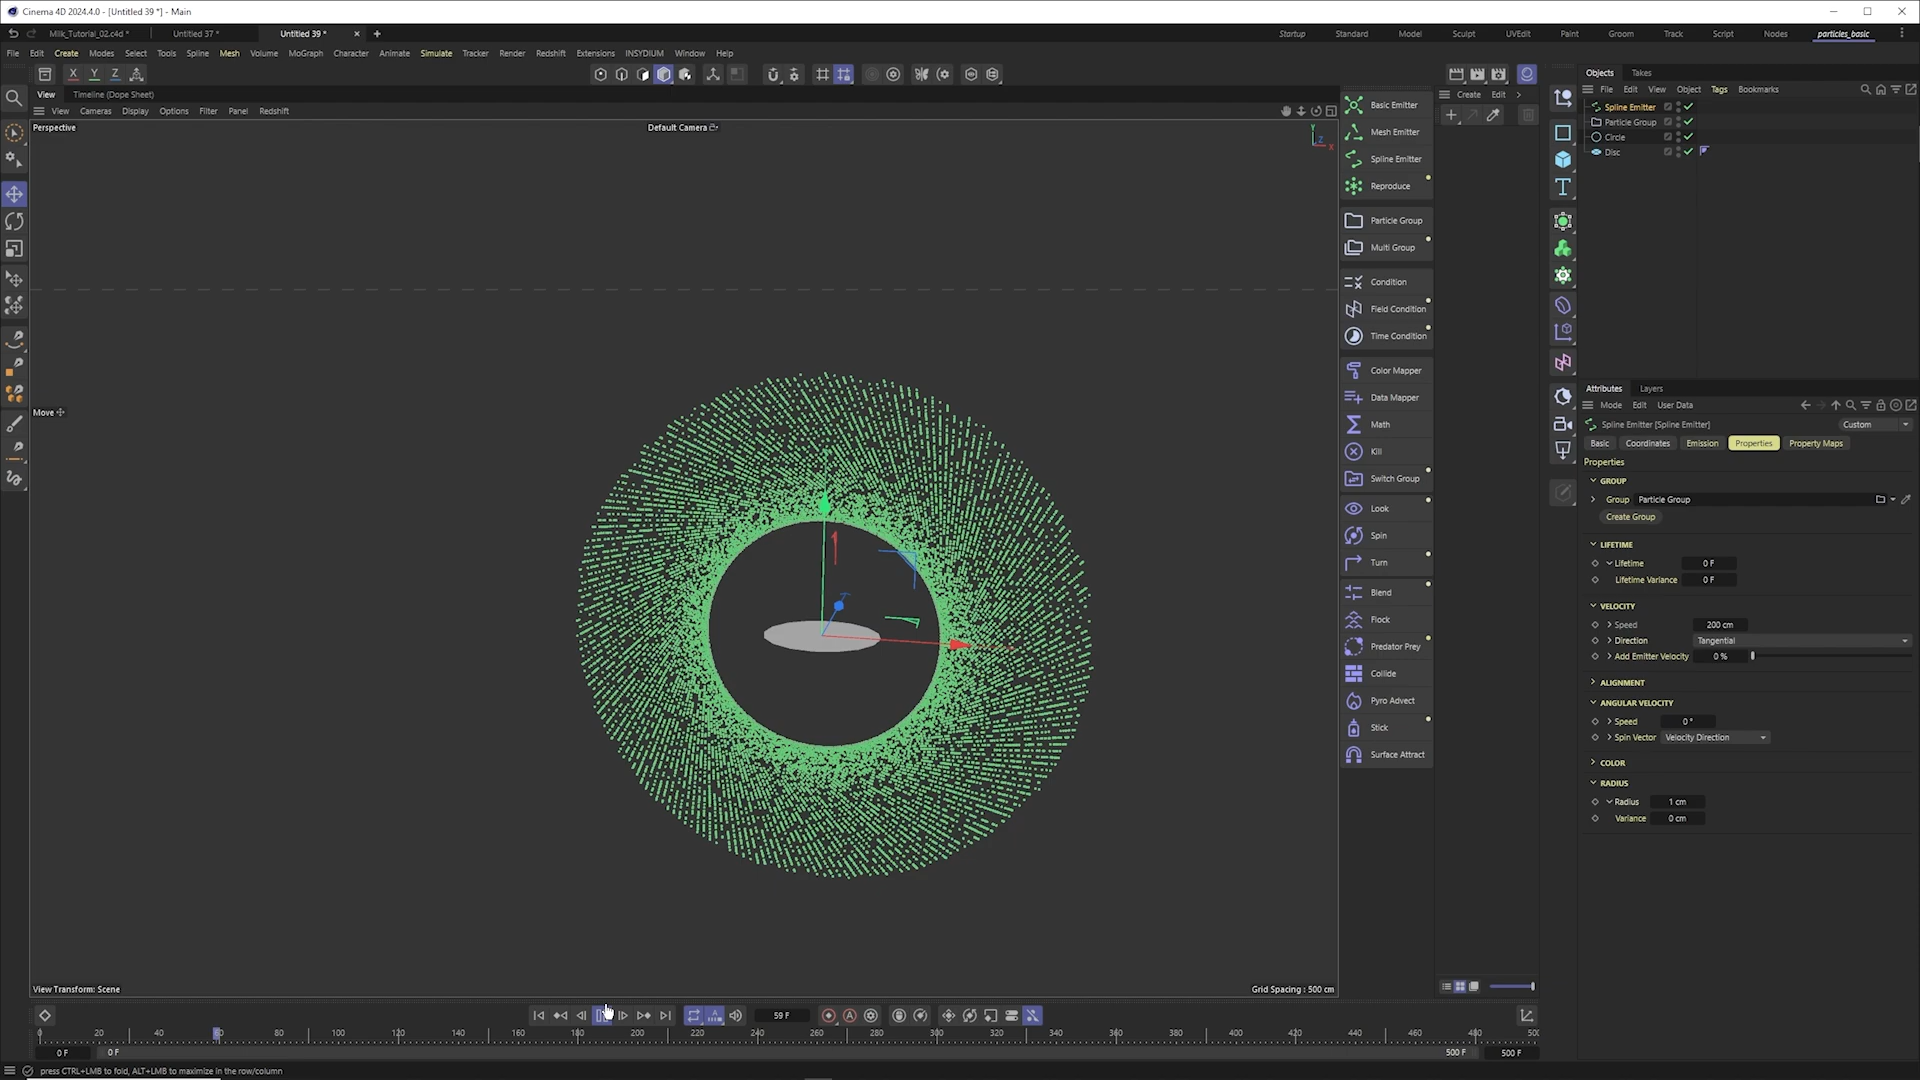 Cinema 4D 2024.4.0 - [Untitled 39 *] - Main
Milk_Tutorial_02.c4d * Untitled 37 * Untitled 39 *
Startup Standard Model Sculpt UVEdit Paint Groom Track Script Nodes particles_basic
File Edit Create Modes Select Tools Spline Mesh Volume MoGraph Character Animate Simulate Tracker Render Redshift Extensions INSYDIUM Window Help
X Y Z
View Timeline (Dope Sheet)
View Cameras Display Options Filter Panel Redshift
Perspective
Default Camera
Y
Z
X
Move
View Transform: Scene
Grid Spacing : 500 cm
Basic Emitter
Mesh Emitter
Spline Emitter
Reproduce
Particle Group
Multi Group
Condition
Field Condition
Time Condition
Color Mapper
Data Mapper
Math
Kill
Switch Group
Look
Spin
Turn
Blend
Flock
Predator Prey
Collide
Pyro Advect
Stick
Surface Attract
Create Edit
Objects Takes
File Edit View Object Tags Bookmarks
Spline Emitter
Particle Group
Circle
Disc
Attributes Layers
Mode Edit User Data
Spline Emitter [Spline Emitter] Custom
Basic Coordinates Emission Properties Property Maps
Properties
GROUP
Group Particle Group
Create Group
LIFETIME
Lifetime 0 F
Lifetime Variance 0 F
VELOCITY
Speed 200 cm
Direction Tangential
Add Emitter Velocity 0 %
ALIGNMENT
ANGULAR VELOCITY
Speed 0 °
Spin Vector Velocity Direction
COLOR
RADIUS
Radius 1 cm
Variance 0 cm
59 F
0 20 40 60 80 100 120 140 160 180 200 220 240 260 280 300 320 340 360 380 400 420 440 460 480 50
0 F 0 F 500 F 500 F
press CTRL+LMB to fold, ALT+LMB to maximize in the row/column